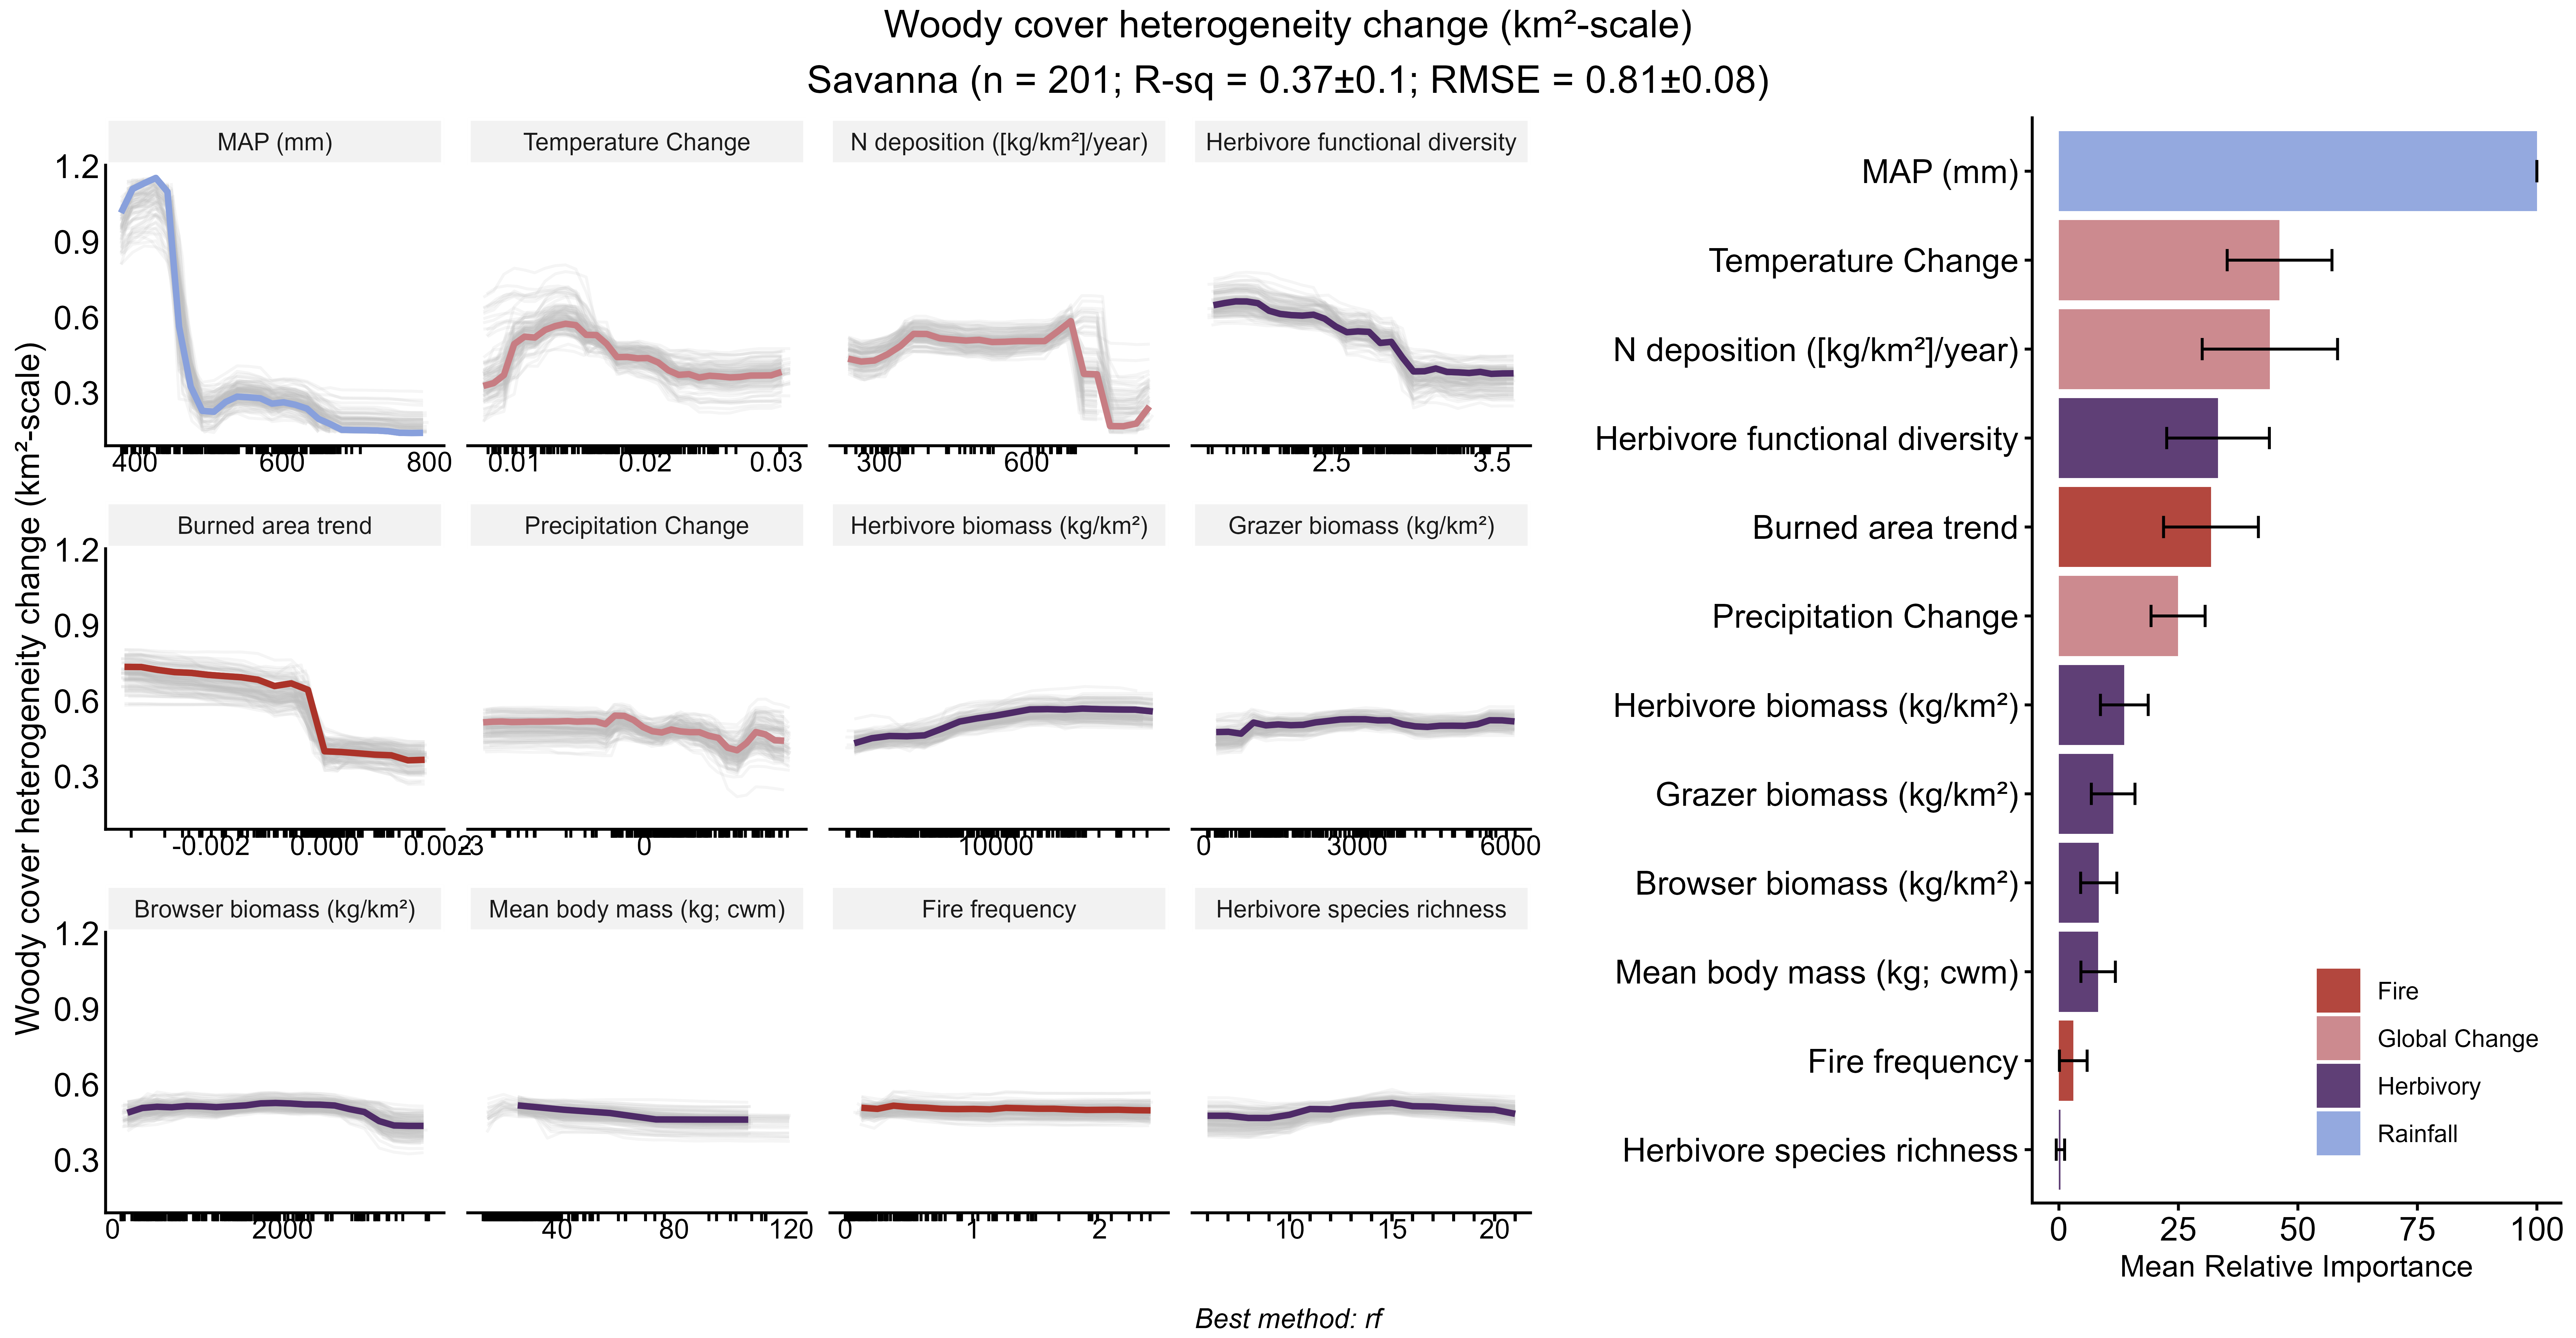 Woody cover heterogeneity change (km²-scale)
Savanna (n = 201; R-sq = 0.37±0.1; RMSE = 0.81±0.08)
Woody cover heterogeneity change (km²-scale)
MAP (mm)
Temperature Change
N deposition ([kg/km²]/year)
Herbivore functional diversity
1.2
0.9
0.6
0.3
400 600 800
0.01 0.02 0.03
300 600
2.5 3.5
Burned area trend
Precipitation Change
Herbivore biomass (kg/km²)
Grazer biomass (kg/km²)
1.2
0.9
0.6
0.3
-0.002 0.000 0.002
-3 0
10000
0 3000 6000
Browser biomass (kg/km²)
Mean body mass (kg; cwm)
Fire frequency
Herbivore species richness
1.2
0.9
0.6
0.3
0 2000
40 80 120
0 1 2
10 15 20
MAP (mm)
Temperature Change
N deposition ([kg/km²]/year)
Herbivore functional diversity
Burned area trend
Precipitation Change
Herbivore biomass (kg/km²)
Grazer biomass (kg/km²)
Browser biomass (kg/km²)
Mean body mass (kg; cwm)
Fire frequency
Herbivore species richness
Fire
Global Change
Herbivory
Rainfall
0 25 50 75 100
Mean Relative Importance
Best method: rf